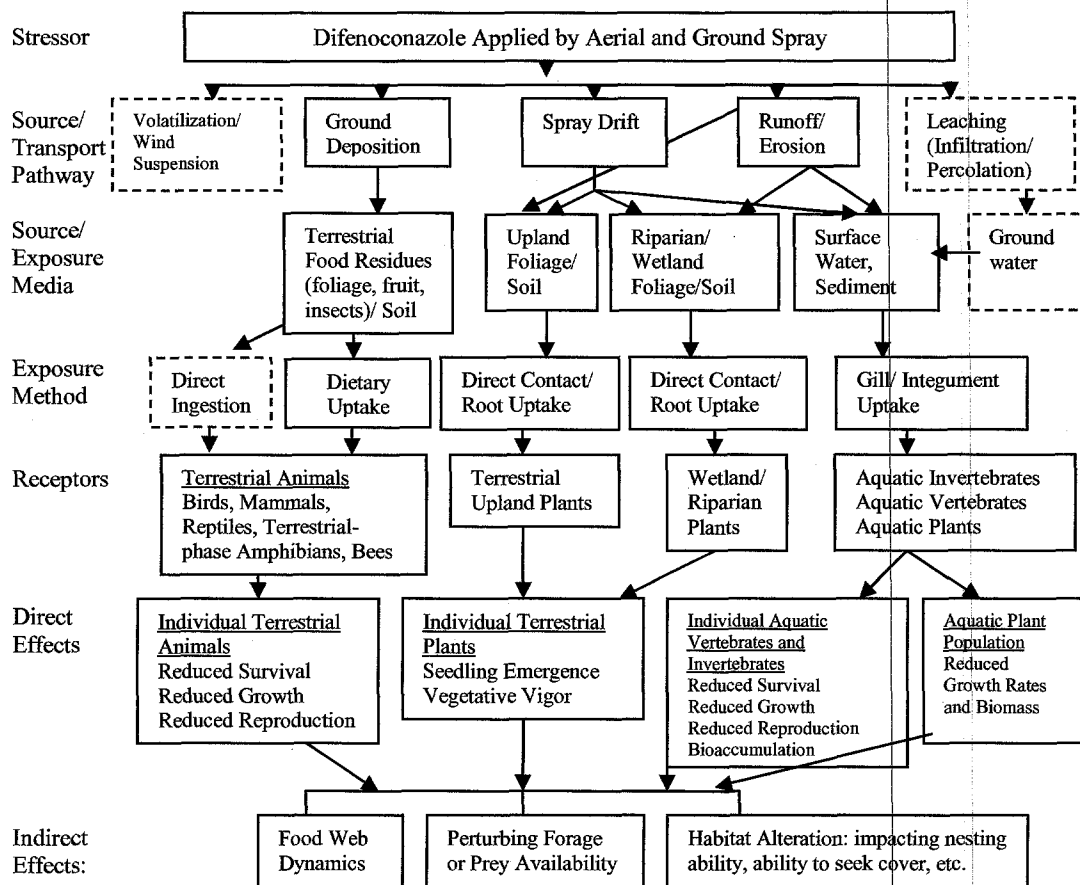 Stressor
Difenoconazole Applied by Aerial and Ground Spray
Source/
Transport
Pathway
Volatilization/
Wind
Suspension
Ground
Deposition
Spray Drift
Runoff/
Erosion
Leaching
(Infiltration/
Percolation)
Source/
Exposure
Media
Terrestrial
Food Residues
(foliage, fruit,
insects)/ Soil
Upland
Foliage/
Soil
Riparian/
Wetland
Foliage/Soil
Surface
Water,
Sediment
Ground
water
Exposure
Method
Direct
Ingestion
Dietary
Uptake
Direct Contact/
Root Uptake
Direct Contact/
Root Uptake
Gill/ Integument
Uptake
Receptors
Terrestrial Animals
Birds, Mammals,
Reptiles, Terrestrial-
phase Amphibians, Bees
Terrestrial
Upland Plants
Wetland/
Riparian
Plants
Aquatic Invertebrates
Aquatic Vertebrates
Aquatic Plants
Direct
Effects
Individual Terrestrial
Animals
Reduced Survival
Reduced Growth
Reduced Reproduction
Individual Terrestrial
Plants
Seedling Emergence
Vegetative Vigor
Individual Aquatic
Vertebrates and
Invertebrates
Reduced Survival
Reduced Growth
Reduced Reproduction
Bioaccumulation
Aquatic Plant
Population
Reduced
Growth Rates
and Biomass
Indirect
Effects:
Food Web
Dynamics
Perturbing Forage
or Prey Availability
Habitat Alteration: impacting nesting
ability, ability to seek cover, etc.